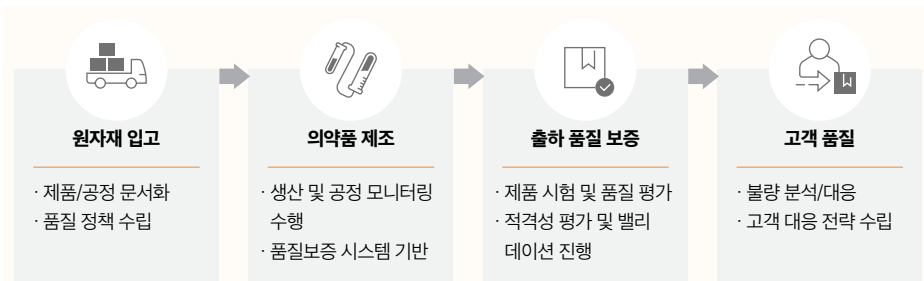 원자재 입고
· 제품/공정 문서화
· 품질 정책 수립
의약품 제조
· 생산 및 공정 모니터링
수행
· 품질보증 시스템 기반
출하 품질 보증
· 제품 시험 및 품질 평가
· 적격성 평가 및 밸리
데이션 진행
고객 품질
· 불량 분석/대응
· 고객 대응 전략 수립